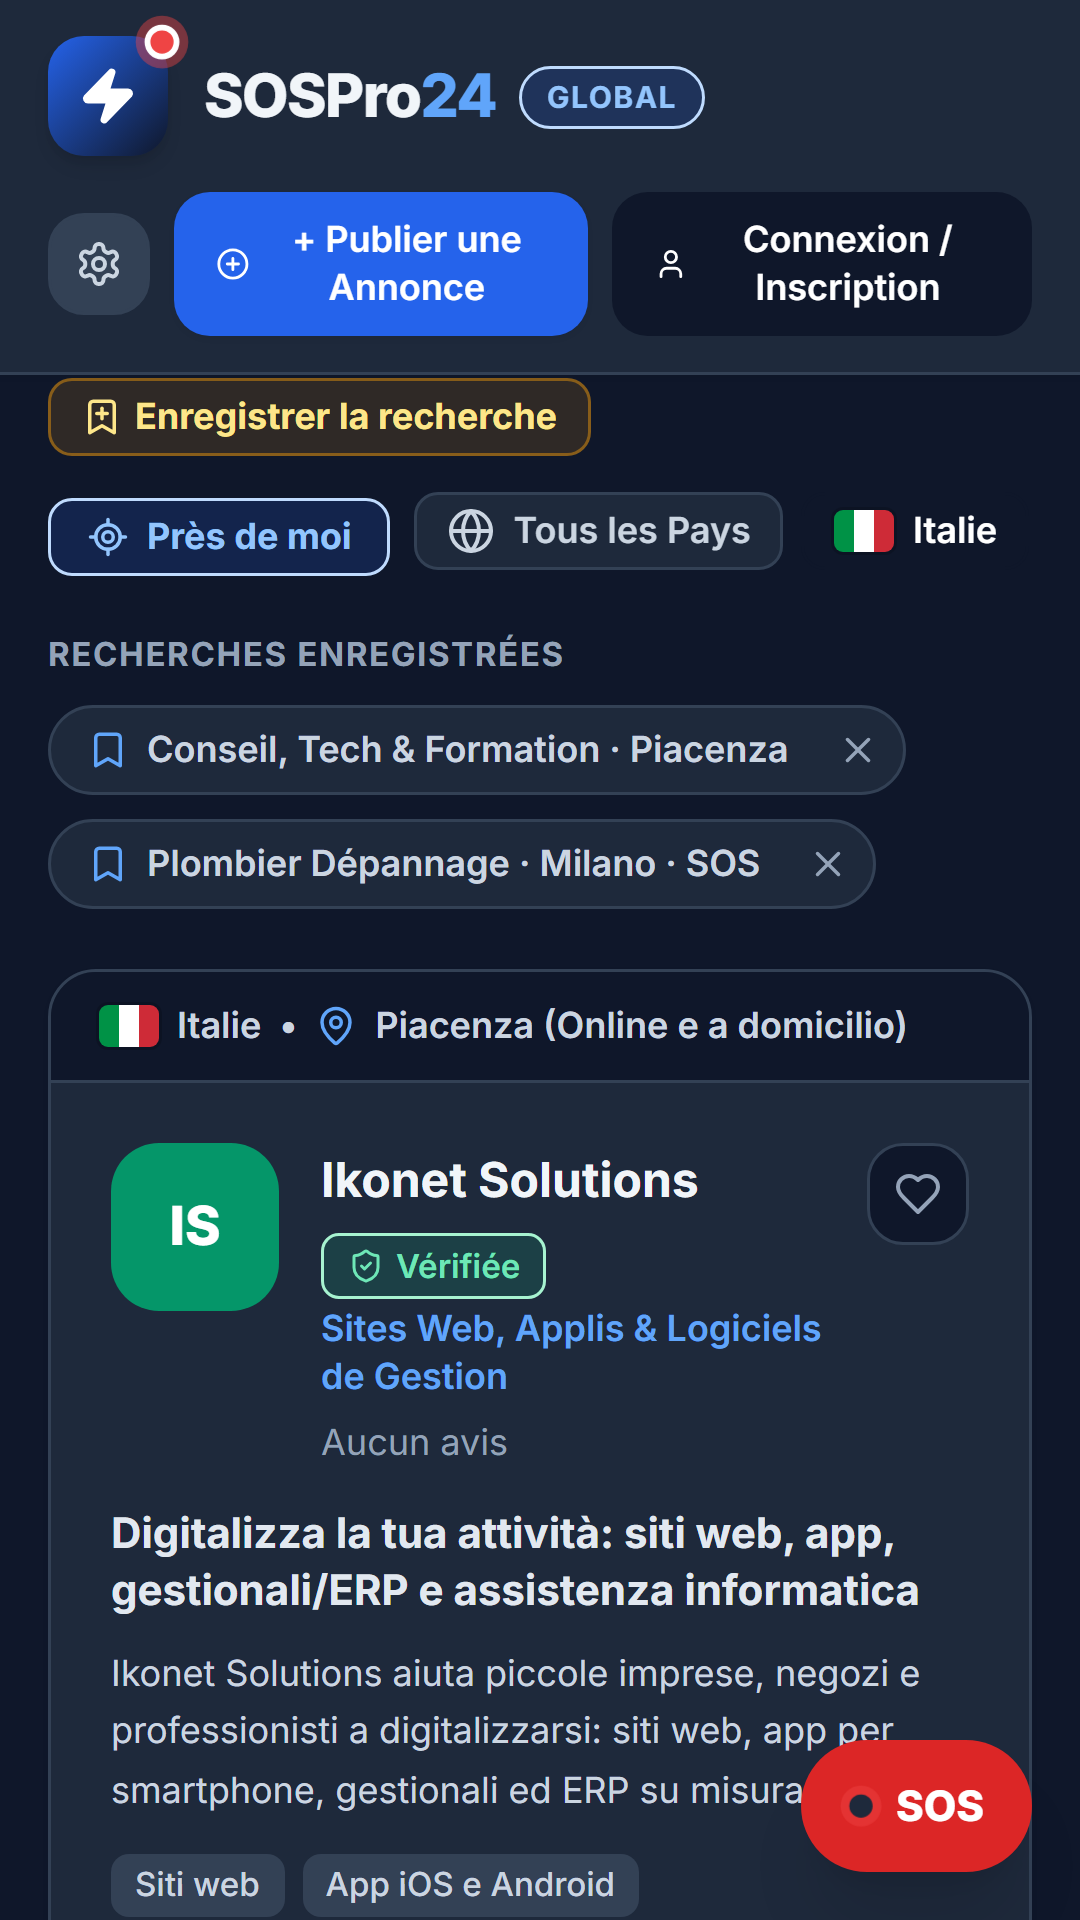 SOSPro24
GLOBAL
+ Publier une
Annonce
Connexion /
Inscription
Enregistrer la recherche
Près de moi
Tous les Pays
Italie
RECHERCHES ENREGISTRÉES
Conseil, Tech & Formation · Piacenza
Plombier Dépannage · Milano · SOS
Italie • Piacenza (Online e a domicilio)
IS
Ikonet Solutions
Vérifiée
Sites Web, Applis & Logiciels
de Gestion
Aucun avis
Digitalizza la tua attività: siti web, app,
gestionali/ERP e assistenza informatica
Ikonet Solutions aiuta piccole imprese, negozi e
professionisti a digitalizzarsi: siti web, app per
smartphone, gestionali ed ERP su misura
SOS
Siti web
App iOS e Android